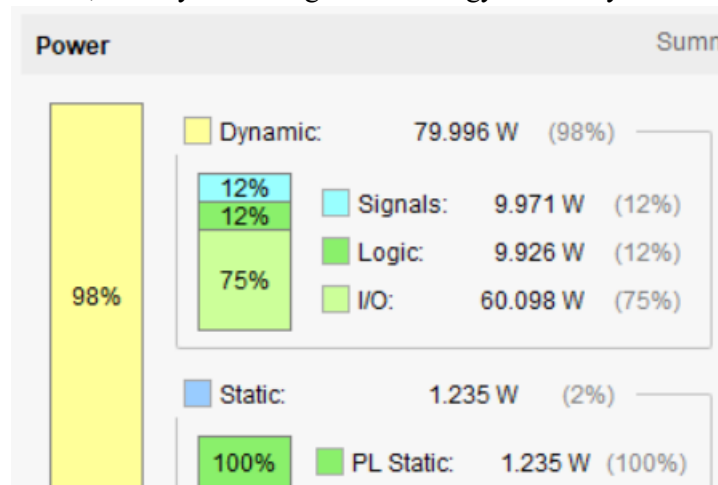 Power Summ
Dynamic: 79.996 W (98%)
12% Signals: 9.971 W (12%)
12% Logic: 9.926 W (12%)
75% I/O: 60.098 W (75%)
98%
Static: 1.235 W (2%)
100% PL Static: 1.235 W (100%)